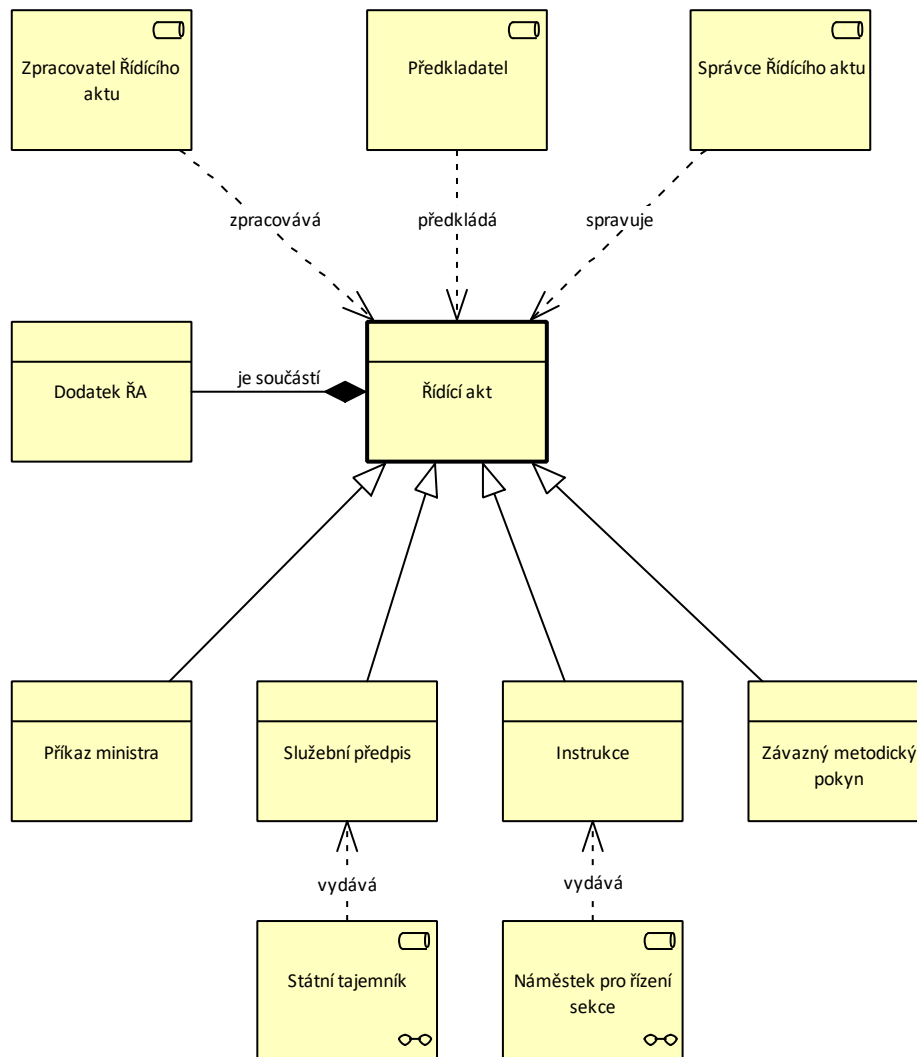 Zpracovatel Řídícího
aktu
Předkladatel
Správce Řídícího aktu
zpracovává
předkládá
spravuje
Dodatek ŘA
je součástí
Řídící akt
Příkaz ministra
Služební předpis
Instrukce
Závazný metodický
pokyn
vydává
vydává
Státní tajemník
Náměstek pro řízení
sekce